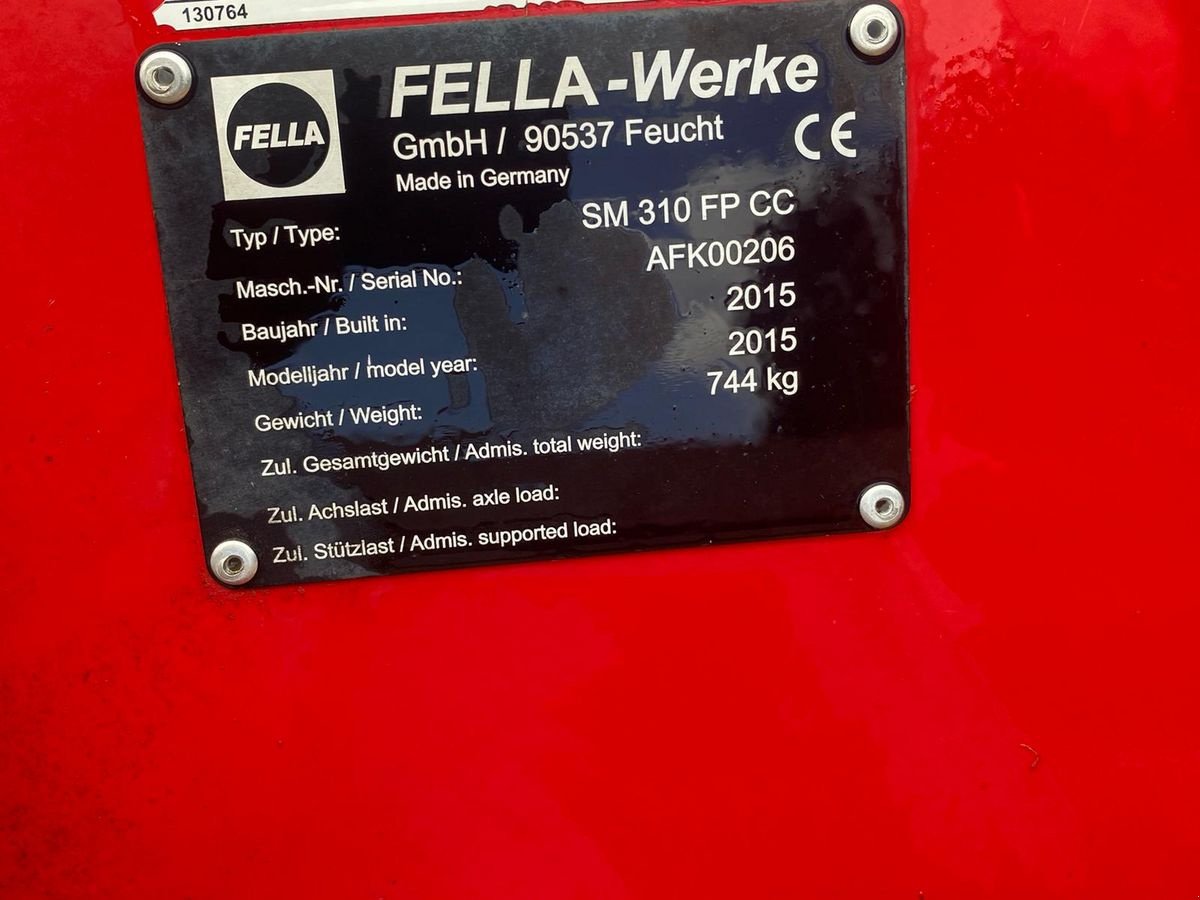 130764
FELLA
FELLA-Werke
GmbH / 90537 Feucht
CE
Made in Germany
Typ / Type: SM 310 FP CC
Masch.-Nr. / Serial No.: AFK00206
Baujahr / Built in: 2015
Modelljahr / model year: 2015
Gewicht / Weight: 744 kg
Zul. Gesamtgewicht / Admis. total weight:
Zul. Achslast / Admis. axle load:
Zul. Stützlast / Admis. supported load: